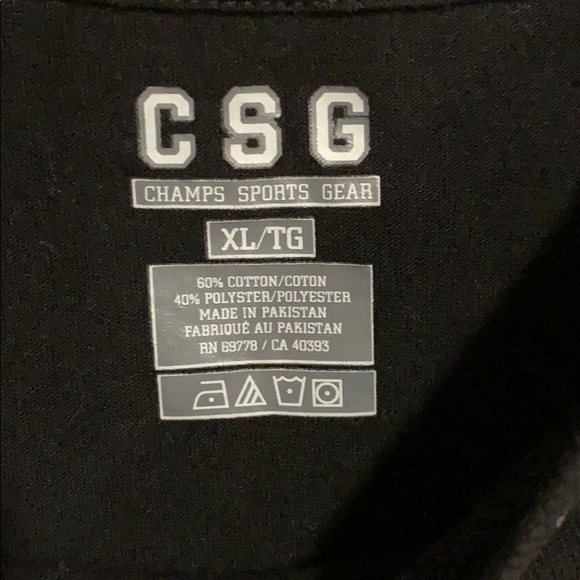 CSG
CHAMPS SPORTS GEAR
XL/TG
60% COTTON/COTON
40% POLYSTER/POLYESTER
MADE IN PAKISTAN
FABRIQUÉ AU PAKISTAN
RN 69778 / CA 40393